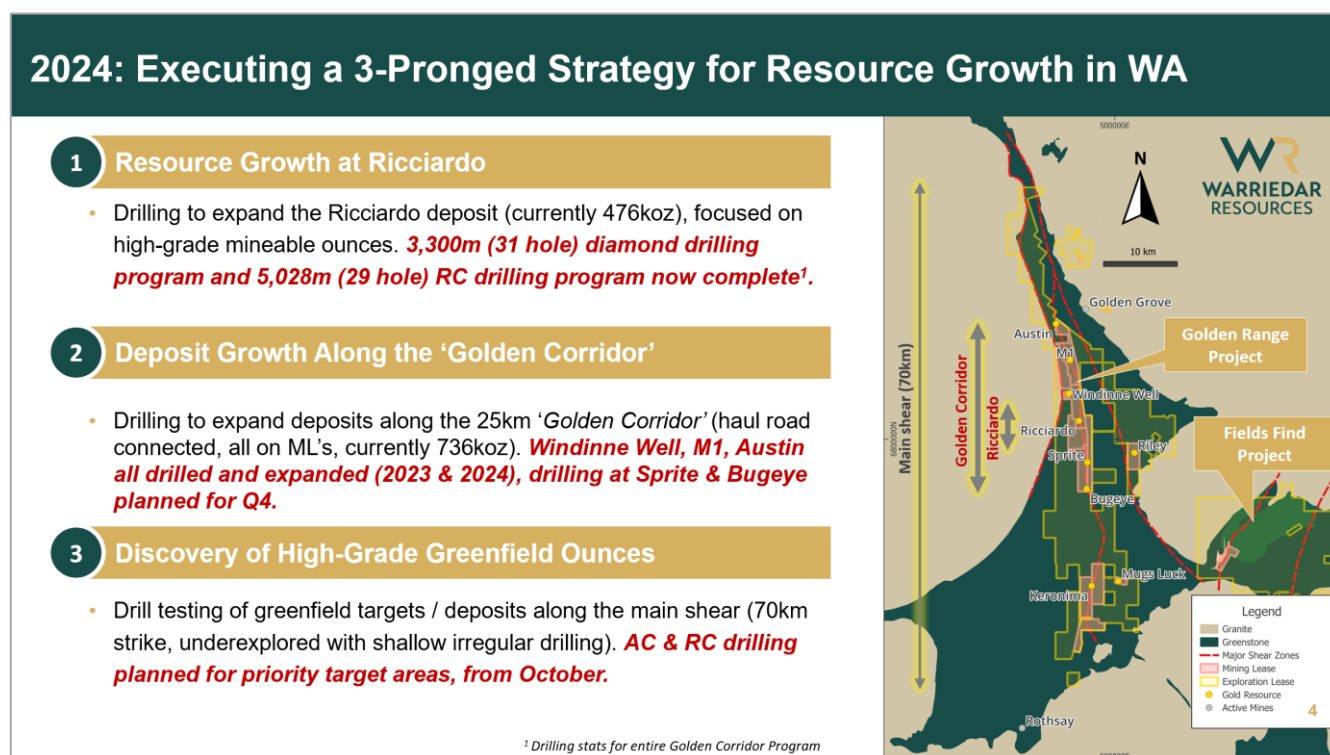 2024: Executing a 3-Pronged Strategy for Resource Growth in WA
1
Resource Growth at Ricciardo
• Drilling to expand the Ricciardo deposit (currently 476koz), focused on
high-grade mineable ounces. 3,300m (31 hole) diamond drilling
program and 5,028m (29 hole) RC drilling program now complete¹.
2
Deposit Growth Along the ‘Golden Corridor’
• Drilling to expand deposits along the 25km ‘Golden Corridor’ (haul road
connected, all on ML’s, currently 736koz). Windinne Well, M1, Austin
all drilled and expanded (2023 & 2024), drilling at Sprite & Bugeye
planned for Q4.
3
Discovery of High-Grade Greenfield Ounces
• Drill testing of greenfield targets / deposits along the main shear (70km
strike, underexplored with shallow irregular drilling). AC & RC drilling
planned for priority target areas, from October.
¹ Drilling stats for entire Golden Corridor Program
500000E
N
WR
WARRIEDAR
RESOURCES
10 km
Golden Grove
Austin
M1
Golden Range
Project
Windinne Well
Main shear (70km)
Golden Corridor
Ricciardo
6800000N
Ricciardo
Sprite
Riley
Fields Find
Project
Bugeye
Mugs Luck
Keronima
Rothsay
Legend
Granite
Greenstone
Major Shear Zones
Mining Lease
Exploration Lease
Gold Resource
Active Mines
4
500000E